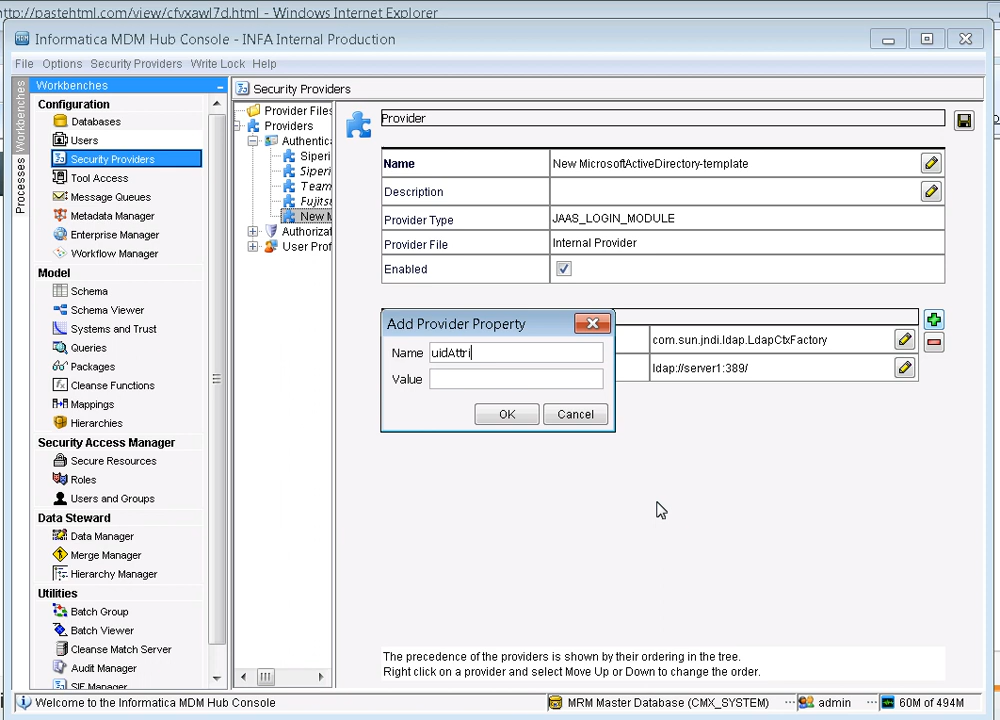 http://pastehtml.com/view/cfvxawl7d.html - Windows Internet Explorer
Informatica MDM Hub Console - INFA Internal Production
File Options Security Providers Write Lock Help
Workbenches
Processes
Workbenches
Configuration
Databases
Users
Security Providers
Tool Access
Message Queues
Metadata Manager
Enterprise Manager
Workflow Manager
Model
Schema
Schema Viewer
Systems and Trust
Queries
Packages
Cleanse Functions
Mappings
Hierarchies
Security Access Manager
Secure Resources
Roles
Users and Groups
Data Steward
Data Manager
Merge Manager
Hierarchy Manager
Utilities
Batch Group
Batch Viewer
Cleanse Match Server
Audit Manager
SIF Manager
Security Providers
Provider Files
Providers
Authentica
Siperi
Siperi
Team
Fujits
New M
Authorizat
User Prof
Provider
Name New MicrosoftActiveDirectory-template
Description
Provider Type JAAS_LOGIN_MODULE
Provider File Internal Provider
Enabled
com.sun.jndi.ldap.LdapCtxFactory
ldap://server1:389/
Add Provider Property
Name uidAttri
Value
OK Cancel
The precedence of the providers is shown by their ordering in the tree.
Right click on a provider and select Move Up or Down to change the order.
Welcome to the Informatica MDM Hub Console MRM Master Database (CMX_SYSTEM) admin 60M of 494M